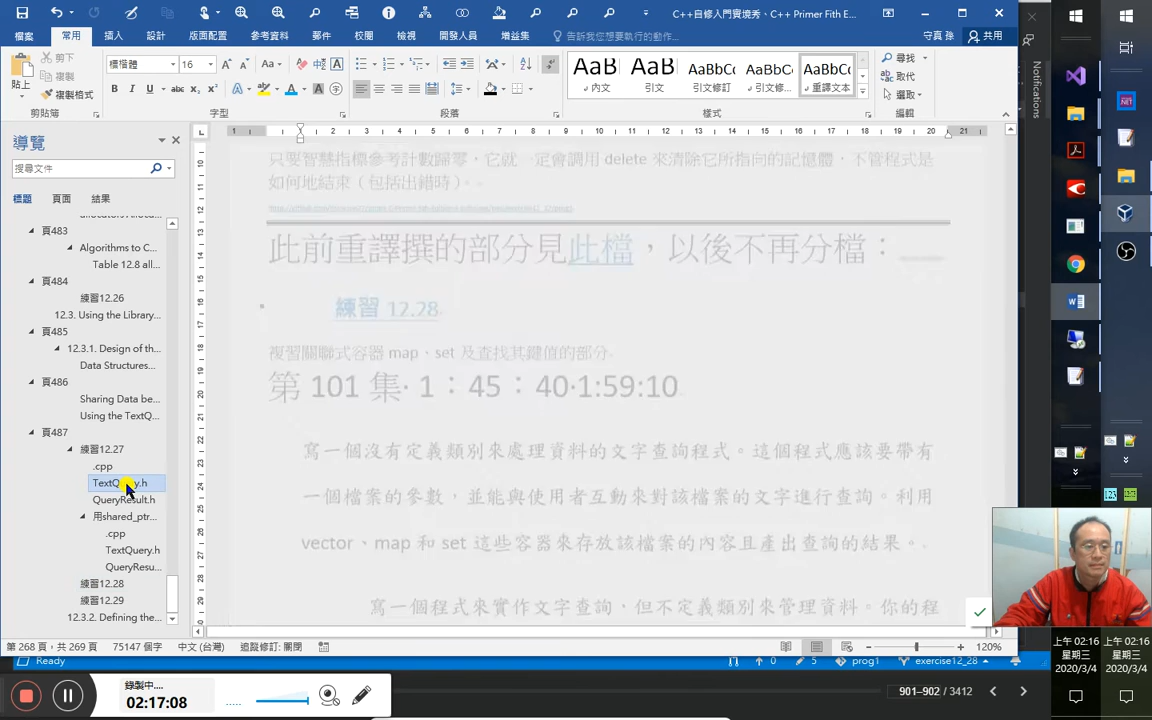 C++自修入門實境秀、C++ Primer Fith E...
檔案
常用
插入
設計
版面配置
參考資料
郵件
校閱
檢視
開發人員
增益集
告訴我您想要執行的動作...
守真 孫
共用
貼上
剪下
複製
複製格式
剪貼簿
標楷體
16
字型
段落
AaB
內文
AaB
引文
AaBbCc
引文修訂
AaBbCc
引文修...
AaBbCc
重譯文本
樣式
尋找
取代
選取
編輯
導覽
搜尋文件
標題
頁面
結果
頁483
Algorithms to C...
Table 12.8 all...
頁484
練習12.26
12.3. Using the Library...
頁485
12.3.1. Design of th...
Data Structures...
頁486
Sharing Data be...
Using the TextQ...
頁487
練習12.27
.cpp
TextQuery.h
QueryResult.h
用shared_ptr...
.cpp
TextQuery.h
QueryResu...
練習12.28
練習12.29
12.3.2. Defining the...
只要智慧指標參考計數歸零，它就一定會調用 delete 來清除它所指向的記憶體，不管程式是
如何地結束（包括出錯時）。
此前重譯撰的部分見此檔，以後不再分檔：
練習 12.28
複習關聯式容器 map、set 及查找其鍵值的部分
第 101 集· 1：45：40·1:59:10
寫一個沒有定義類別來處理資料的文字查詢程式。這個程式應該要帶有
一個檔案的參數，並能與使用者互動來對該檔案的文字進行查詢。利用
vector、map 和 set 這些容器來存放該檔案的內容且產出查詢的結果。
寫一個程式來實作文字查詢，但不定義類別來管理資料。你的程
第 268 頁，共 269 頁
75147 個字
中文 (台灣)
追蹤修訂: 關閉
120%
Ready
0
5
prog1
exercise12_28
錄製中....
02:17:08
901–902 / 3412
Notifications
.NET
上午 02:16
星期三
2020/3/4
上午 02:16
星期三
2020/3/4